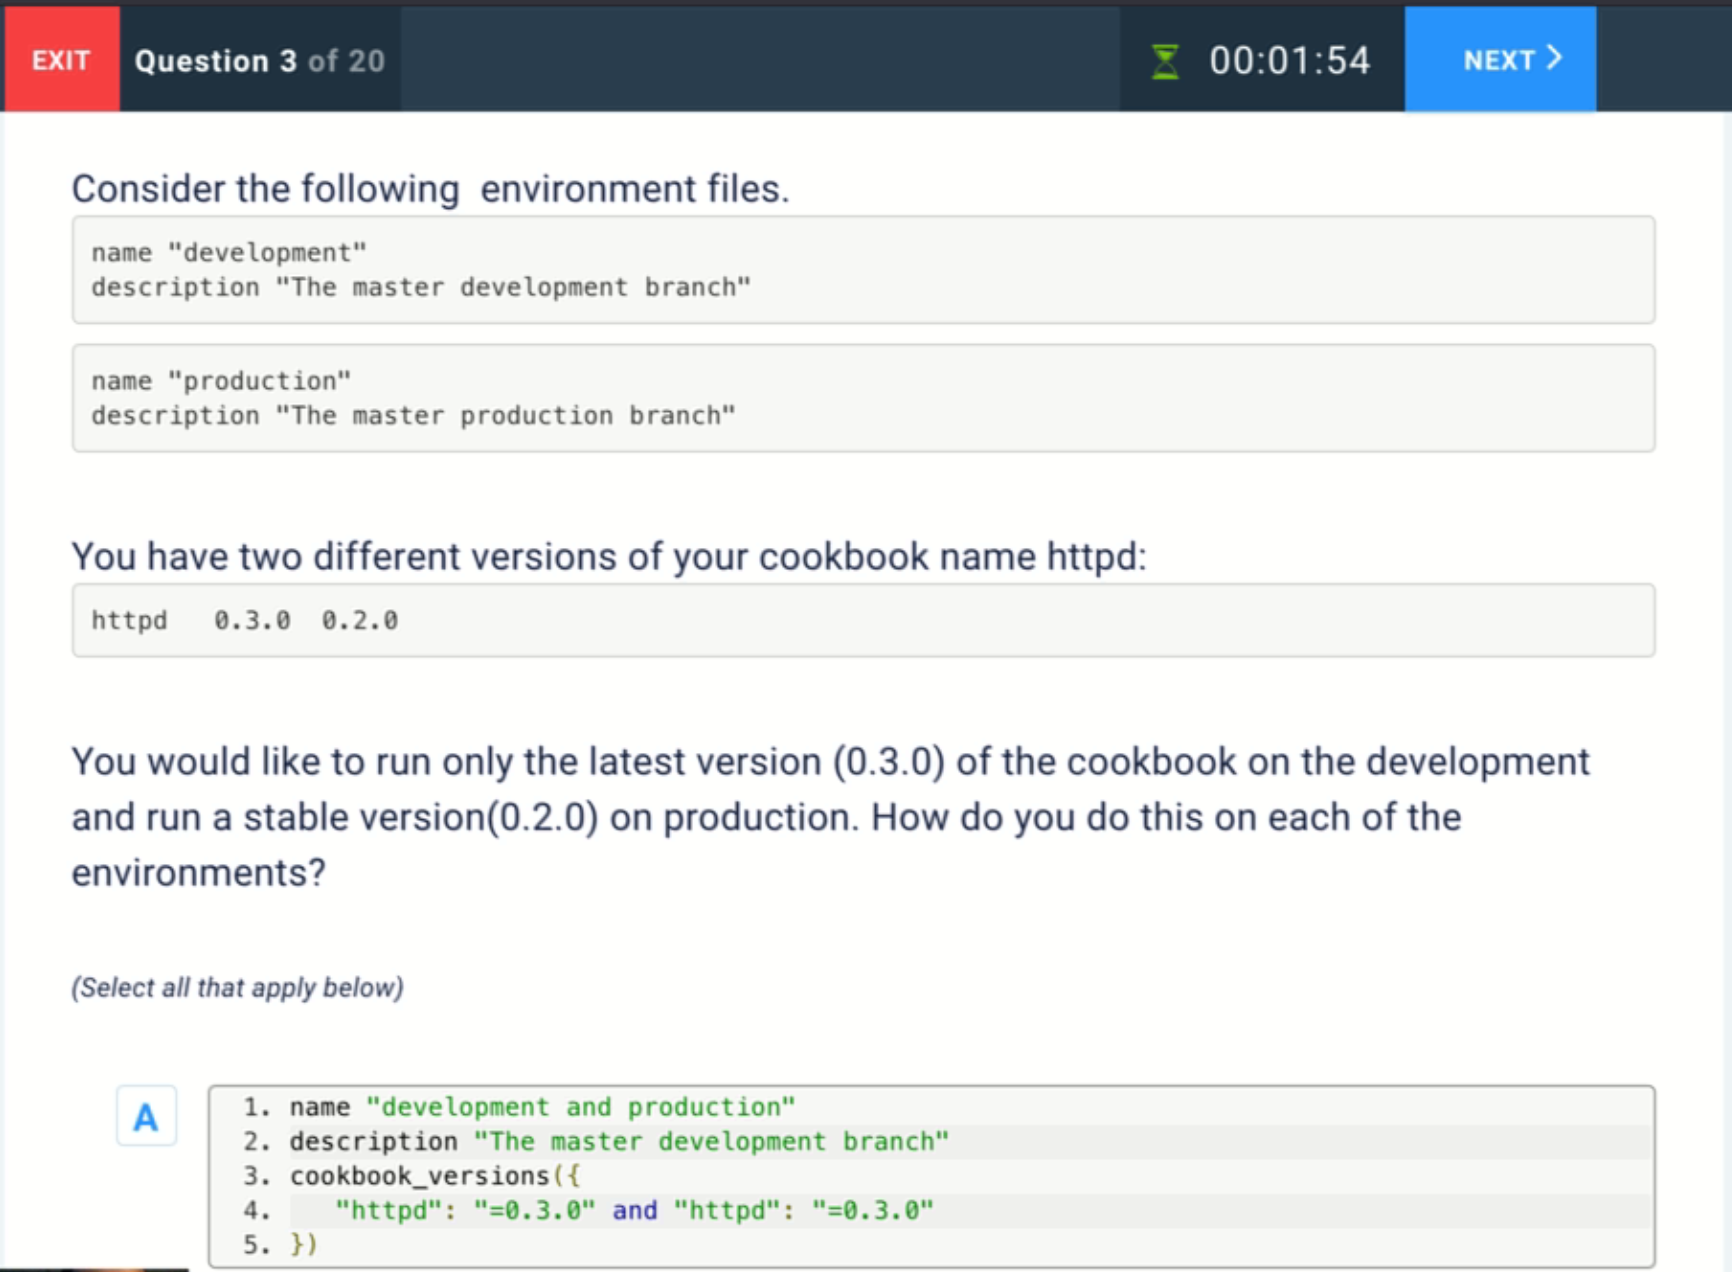 EXIT
Question 3 of 20
00:01:54
NEXT >
Consider the following  environment files.
name "development"
description "The master development branch"
name "production"
description "The master production branch"
You have two different versions of your cookbook name httpd:
httpd   0.3.0  0.2.0
You would like to run only the latest version (0.3.0) of the cookbook on the development
and run a stable version(0.2.0) on production. How do you do this on each of the
environments?
(Select all that apply below)
A
1. name "development and production"
2. description "The master development branch"
3. cookbook_versions({
4.    "httpd": "=0.3.0" and "httpd": "=0.3.0"
5. })